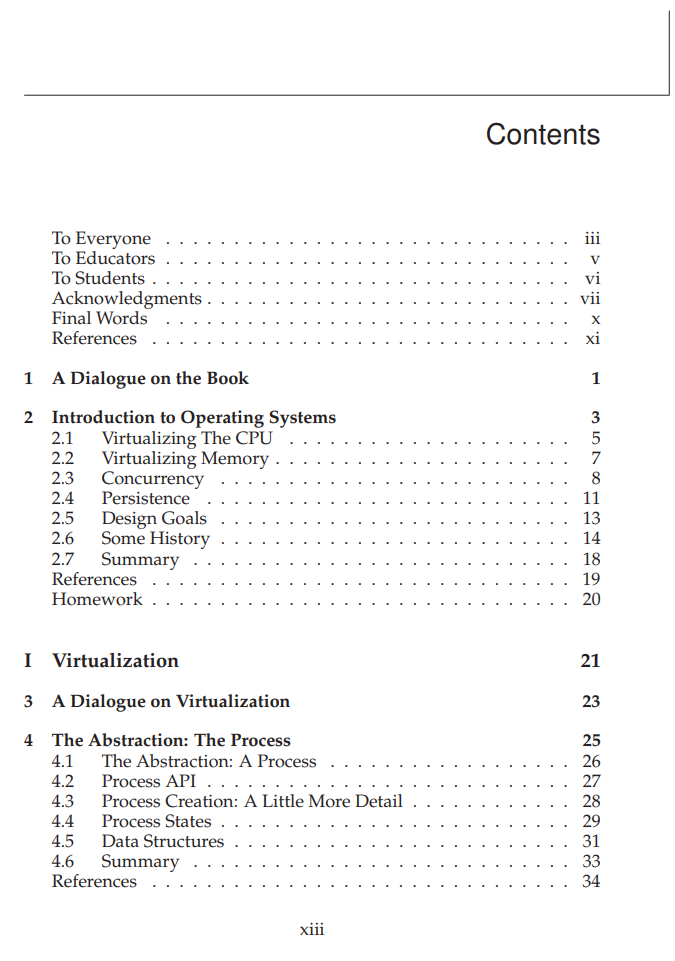 Contents
To Everyone . . . . . . . . . . . . . . . . . . . . . . . . . . . . . . iii
To Educators . . . . . . . . . . . . . . . . . . . . . . . . . . . . . . v
To Students . . . . . . . . . . . . . . . . . . . . . . . . . . . . . . . vi
Acknowledgments . . . . . . . . . . . . . . . . . . . . . . . . . . . vii
Final Words . . . . . . . . . . . . . . . . . . . . . . . . . . . . . . x
References . . . . . . . . . . . . . . . . . . . . . . . . . . . . . . . xi
1 A Dialogue on the Book 1
2 Introduction to Operating Systems 3
2.1 Virtualizing The CPU . . . . . . . . . . . . . . . . . . . . . 5
2.2 Virtualizing Memory . . . . . . . . . . . . . . . . . . . . . . 7
2.3 Concurrency . . . . . . . . . . . . . . . . . . . . . . . . . . 8
2.4 Persistence . . . . . . . . . . . . . . . . . . . . . . . . . . . 11
2.5 Design Goals . . . . . . . . . . . . . . . . . . . . . . . . . . 13
2.6 Some History . . . . . . . . . . . . . . . . . . . . . . . . . . 14
2.7 Summary . . . . . . . . . . . . . . . . . . . . . . . . . . . . 18
References . . . . . . . . . . . . . . . . . . . . . . . . . . . . . . . 19
Homework . . . . . . . . . . . . . . . . . . . . . . . . . . . . . . . 20
I Virtualization 21
3 A Dialogue on Virtualization 23
4 The Abstraction: The Process 25
4.1 The Abstraction: A Process . . . . . . . . . . . . . . . . . . 26
4.2 Process API . . . . . . . . . . . . . . . . . . . . . . . . . . . 27
4.3 Process Creation: A Little More Detail . . . . . . . . . . . . 28
4.4 Process States . . . . . . . . . . . . . . . . . . . . . . . . . . 29
4.5 Data Structures . . . . . . . . . . . . . . . . . . . . . . . . . 31
4.6 Summary . . . . . . . . . . . . . . . . . . . . . . . . . . . . 33
References . . . . . . . . . . . . . . . . . . . . . . . . . . . . . . . 34
xiii